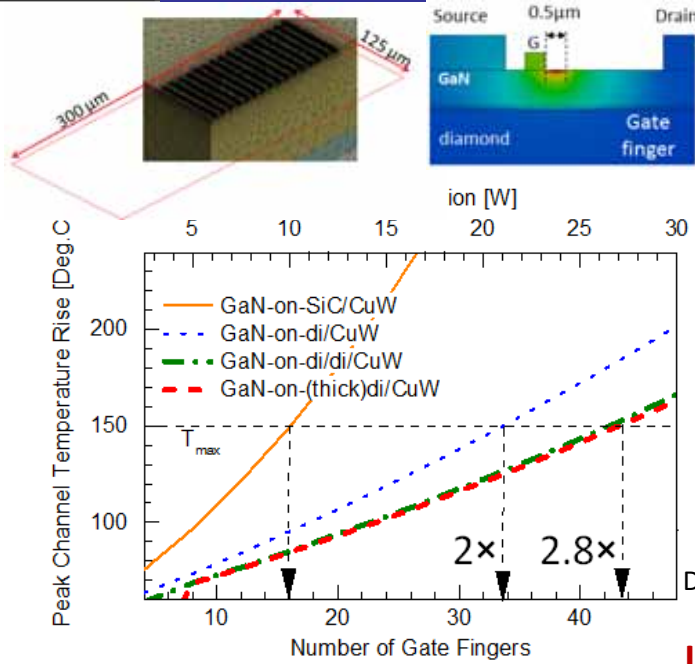 300 µm
125 µm
Source
0.5µm
Drain
G
GaN
diamond
Gate
finger
ion [W]
5
10
15
20
25
30
Peak Channel Temperature Rise [Deg.C
200
150
100
GaN-on-SiC/CuW
GaN-on-di/CuW
GaN-on-di/di/CuW
GaN-on-(thick)di/CuW
Tmax
2×
2.8×
D
10
20
30
40
Number of Gate Fingers